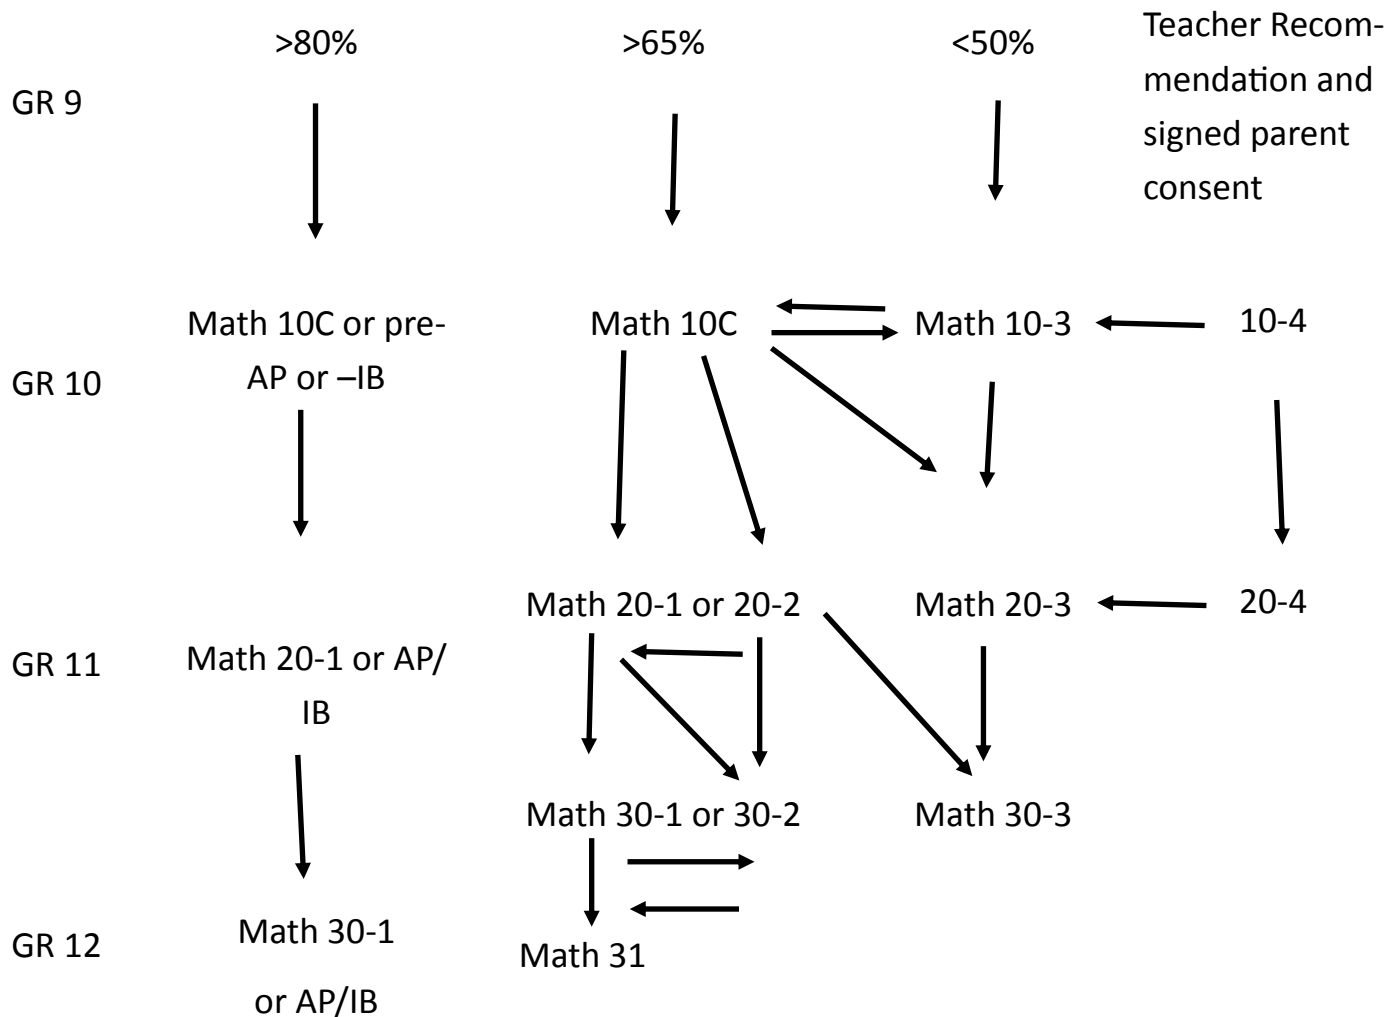 >80%
>65%
<50%
Teacher Recom-
mendation and
signed parent
consent
GR 9
Math 10C or pre-
AP or –IB
Math 10C
Math 10-3
10-4
GR 10
Math 20-1 or 20-2
Math 20-3
20-4
GR 11
Math 20-1 or AP/
IB
Math 30-1 or 30-2
Math 30-3
GR 12
Math 30-1
or AP/IB
Math 31